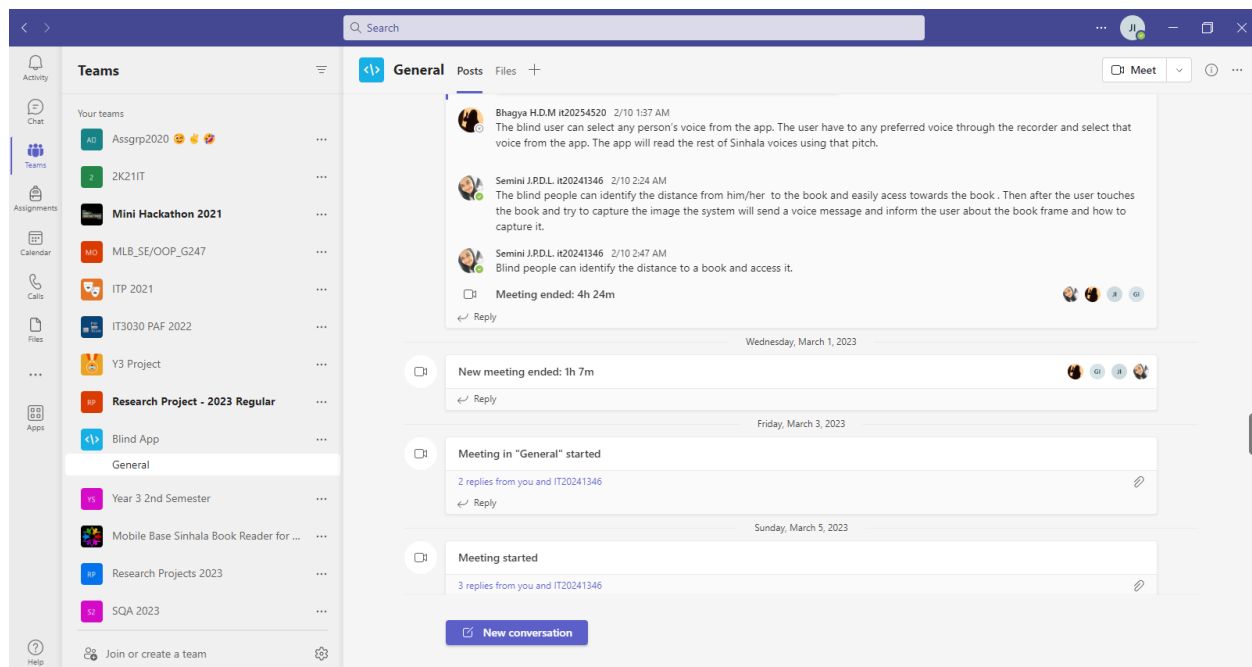 Search
JI
Activity
Chat
Teams
Assignments
Calendar
Calls
Files
Apps
Help
Teams
Your teams
AD Assgrp2020
2 2K21IT
Mini Hackathon 2021
MO MLB_SE/OOP_G247
ITP 2021
IT3030 PAF 2022
Y3 Project
RP Research Project - 2023 Regular
Blind App
General
YS Year 3 2nd Semester
Mobile Base Sinhala Book Reader for ...
RP Research Projects 2023
S2 SQA 2023
Join or create a team
General Posts Files
Meet
Bhagya H.D.M it20254520 2/10 1:37 AM
The blind user can select any person's voice from the app. The user have to any preferred voice through the recorder and select that
voice from the app. The app will read the rest of Sinhala voices using that pitch.
Semini J.P.D.L. it20241346 2/10 2:24 AM
The blind people can identify the distance from him/her to the book and easily acess towards the book . Then after the user touches
the book and try to capture the image the system will send a voice message and inform the user about the book frame and how to
capture it.
Semini J.P.D.L. it20241346 2/10 2:47 AM
Blind people can identify the distance to a book and access it.
Meeting ended: 4h 24m JI GI
Reply
Wednesday, March 1, 2023
New meeting ended: 1h 7m GI JI
Reply
Friday, March 3, 2023
Meeting in "General" started
2 replies from you and IT20241346
Reply
Sunday, March 5, 2023
Meeting started
3 replies from you and IT20241346
New conversation